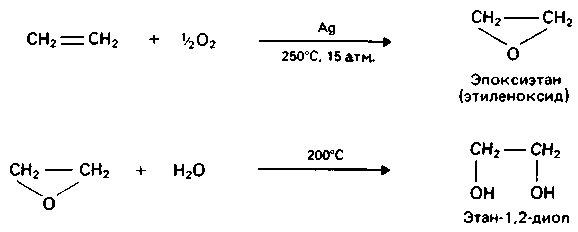 CH₂=CH₂ + ½O₂ Ag CH₂—CH₂
250°C, 15 атм. O
Эпоксиэтан
(этиленоксид)
CH₂—CH₂ + H₂O 200°C CH₂—CH₂
O OH OH
Этан-1,2-диол